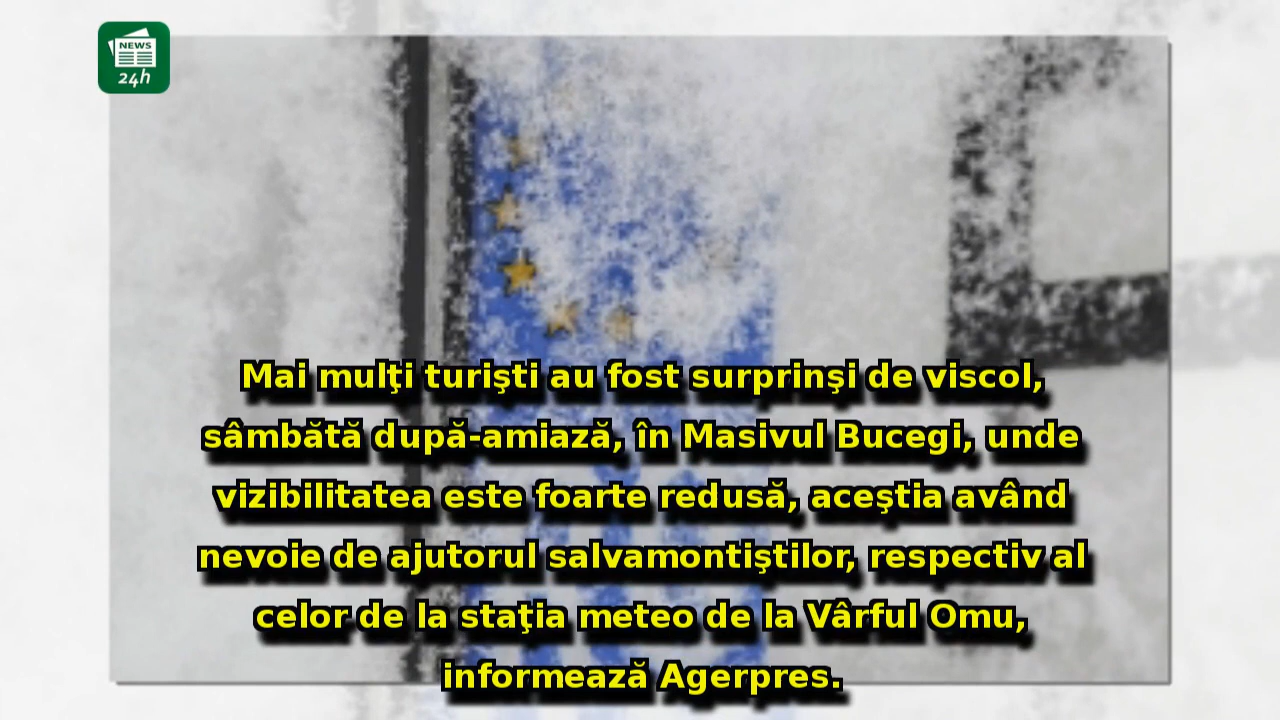 NEWS
24h
Mai mulţi turişti au fost surprinşi de viscol,
sâmbătă după-amiază, în Masivul Bucegi, unde
vizibilitatea este foarte redusă, aceştia având
nevoie de ajutorul salvamontiştilor, respectiv al
celor de la staţia meteo de la Vârful Omu,
informează Agerpres.